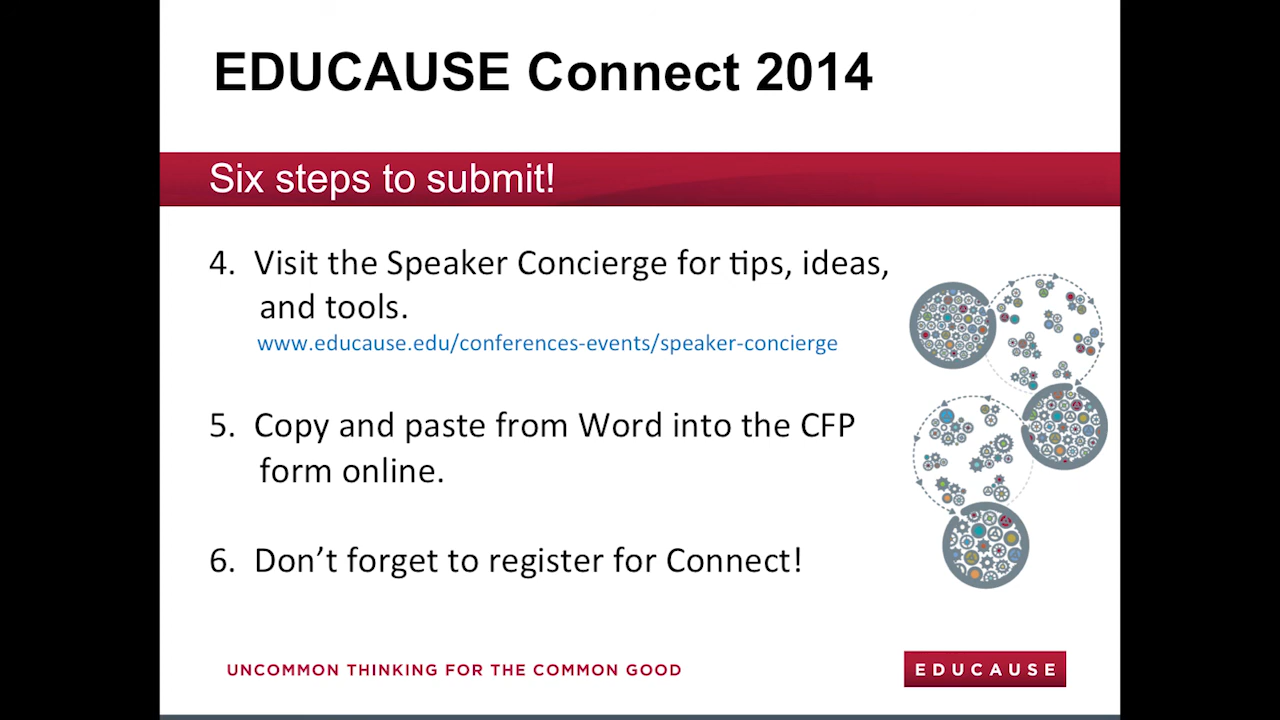 EDUCAUSE Connect 2014
Six steps to submit!
4. Visit the Speaker Concierge for tips, ideas,
and tools.
www.educause.edu/conferences-events/speaker-concierge
5. Copy and paste from Word into the CFP
form online.
6. Don’t forget to register for Connect!
UNCOMMON THINKING FOR THE COMMON GOOD
EDUCAUSE